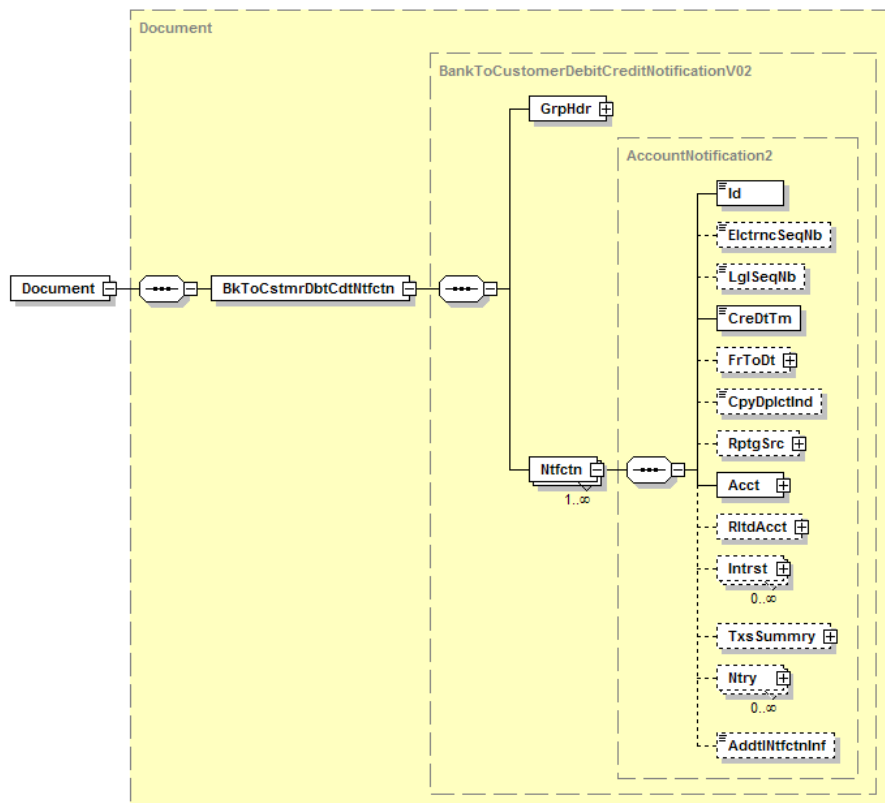 Document
BankToCustomerDebitCreditNotificationV02
GrpHdr
AccountNotification2
Id
ElctrncSeqNb
LglSeqNb
Document
BkToCstmrDbtCdtNtfctn
CreDtTm
FrToDt
CpyDplctInd
RptgSrc
Ntfctn
1..∞
Acct
RltdAcct
Intrst
0..∞
TxsSummry
Ntry
0..∞
AddtlNtfctnInf